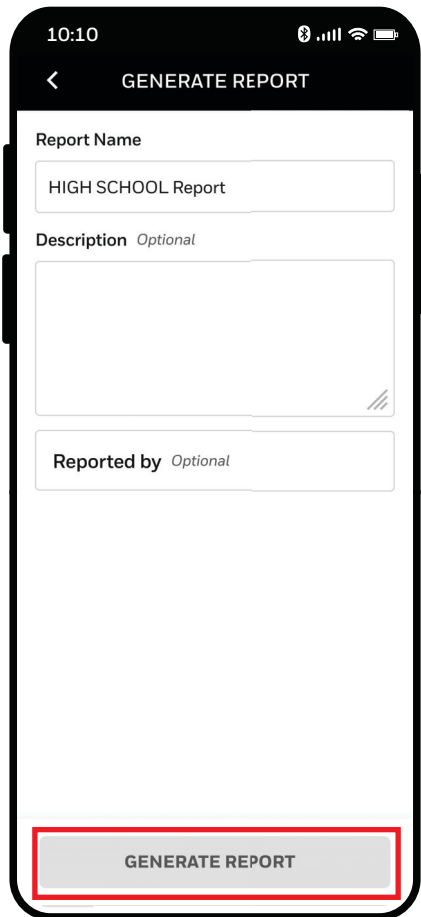 10:10
GENERATE REPORT
Report Name
HIGH SCHOOL Report
Description Optional
Reported by Optional
GENERATE REPORT